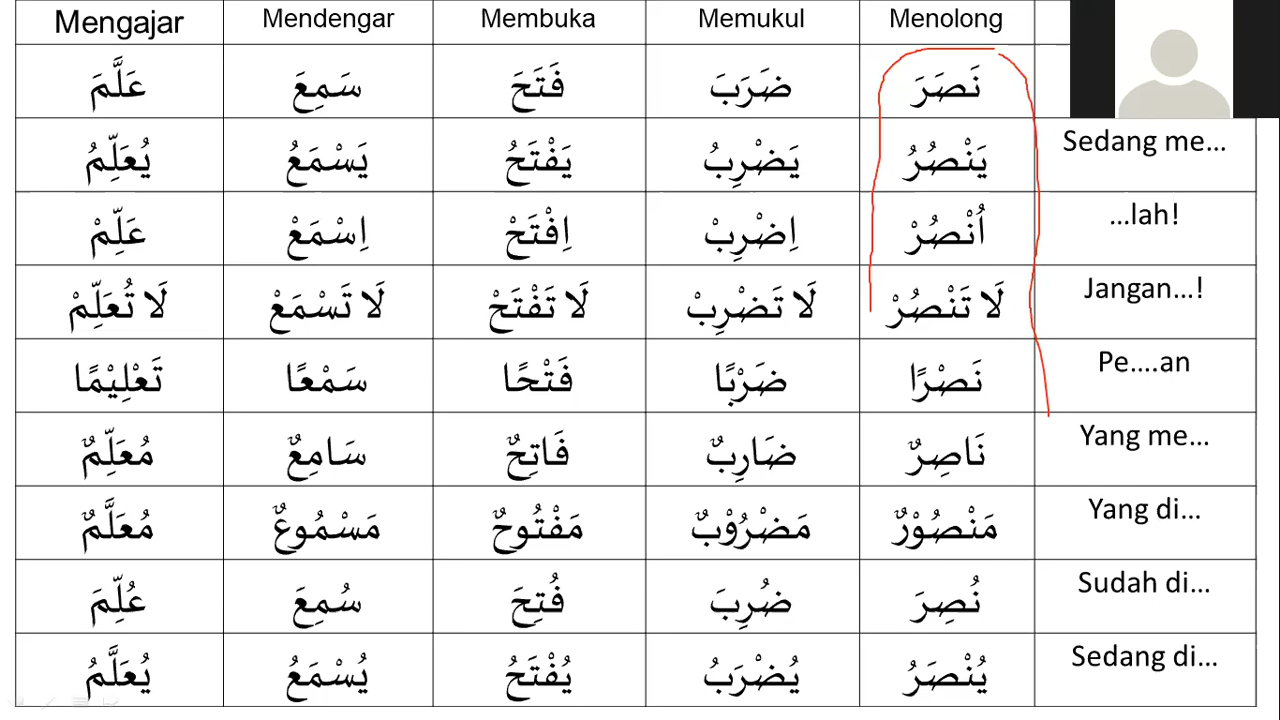 Mengajar Mendengar Membuka Memukul Menolong
عَلَّمَ سَمِعَ فَتَحَ ضَرَبَ نَصَرَ
يُعَلِّمُ يَسْمَعُ يَفْتَحُ يَضْرِبُ يَنْصُرُ Sedang me...
عَلِّمْ اِسْمَعْ اِفْتَحْ اِضْرِبْ اُنْصُرْ ...lah!
لَا تُعَلِّمْ لَا تَسْمَعْ لَا تَفْتَحْ لَا تَضْرِبْ لَا تَنْصُرْ Jangan...!
تَعْلِيْمًا سَمْعًا فَتْحًا ضَرْبًا نَصْرًا Pe....an
مُعَلِّمٌ سَامِعٌ فَاتِحٌ ضَارِبٌ نَاصِرٌ Yang me...
مُعَلَّمٌ مَسْمُوعٌ مَفْتُوحٌ مَضْرُوْبٌ مَنْصُوْرٌ Yang di...
عُلِّمَ سُمِعَ فُتِحَ ضُرِبَ نُصِرَ Sudah di...
يُعَلَّمُ يُسْمَعُ يُفْتَحُ يُضْرَبُ يُنْصَرُ Sedang di...